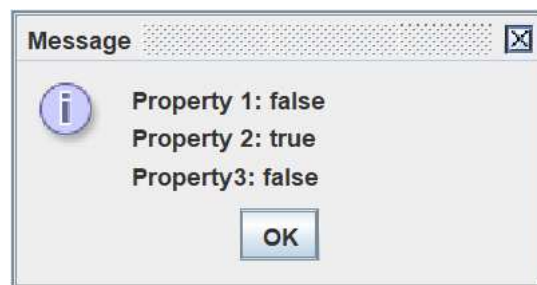 Message
Property 1: false
Property 2: true
Property3: false
OK